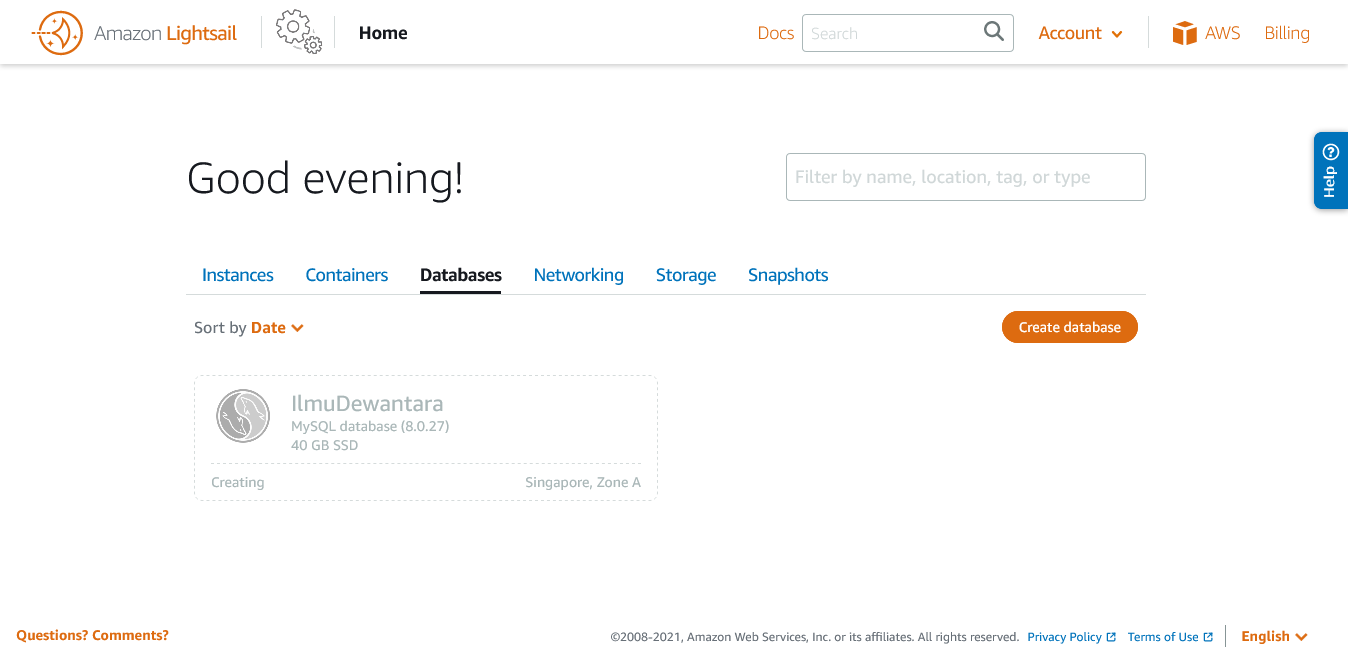 Amazon Lightsail Home Docs Search Account AWS Billing
Good evening!
Filter by name, location, tag, or type
Help
Instances Containers Databases Networking Storage Snapshots
Sort by Date
Create database
IlmuDewantara
MySQL database (8.0.27)
40 GB SSD
Creating Singapore, Zone A
Questions? Comments? ©2008-2021, Amazon Web Services, Inc. or its affiliates. All rights reserved. Privacy Policy Terms of Use English